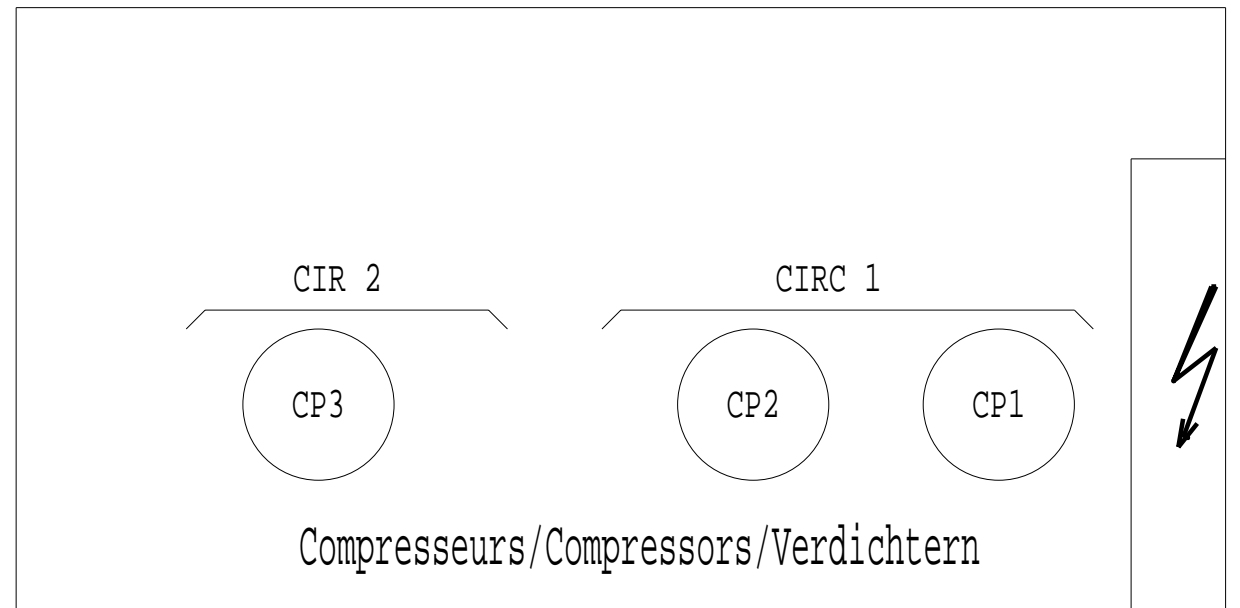 CIR 2
CIRC 1
CP3
CP2
CP1
Compresseurs/Compressors/Verdichtern